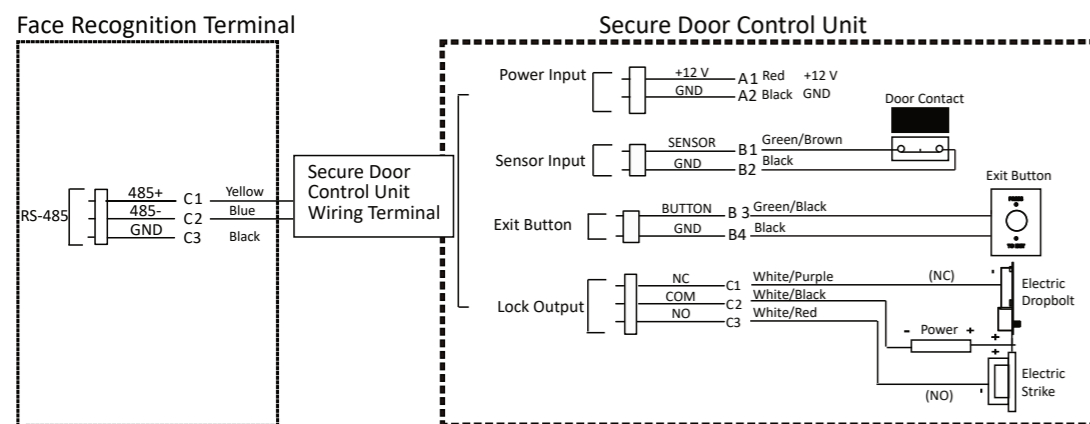 Face Recognition Terminal
Secure Door Control Unit
RS-485
485+ C1 Yellow
485- C2 Blue
GND C3 Black
Secure Door
Control Unit
Wiring Terminal
Power Input
+12 V A1 Red +12 V
GND A2 Black GND
Door Contact
Sensor Input
SENSOR B1 Green/Brown
GND B2 Black
Exit Button
Exit Button
BUTTON B 3 Green/Black
GND B4 Black
PRESS
TO EXIT
Lock Output
NC C1 White/Purple (NC)
COM C2 White/Black
NO C3 White/Red
- Power +
+
+
-
-
Electric
Dropbolt
Electric
Strike
(NO)